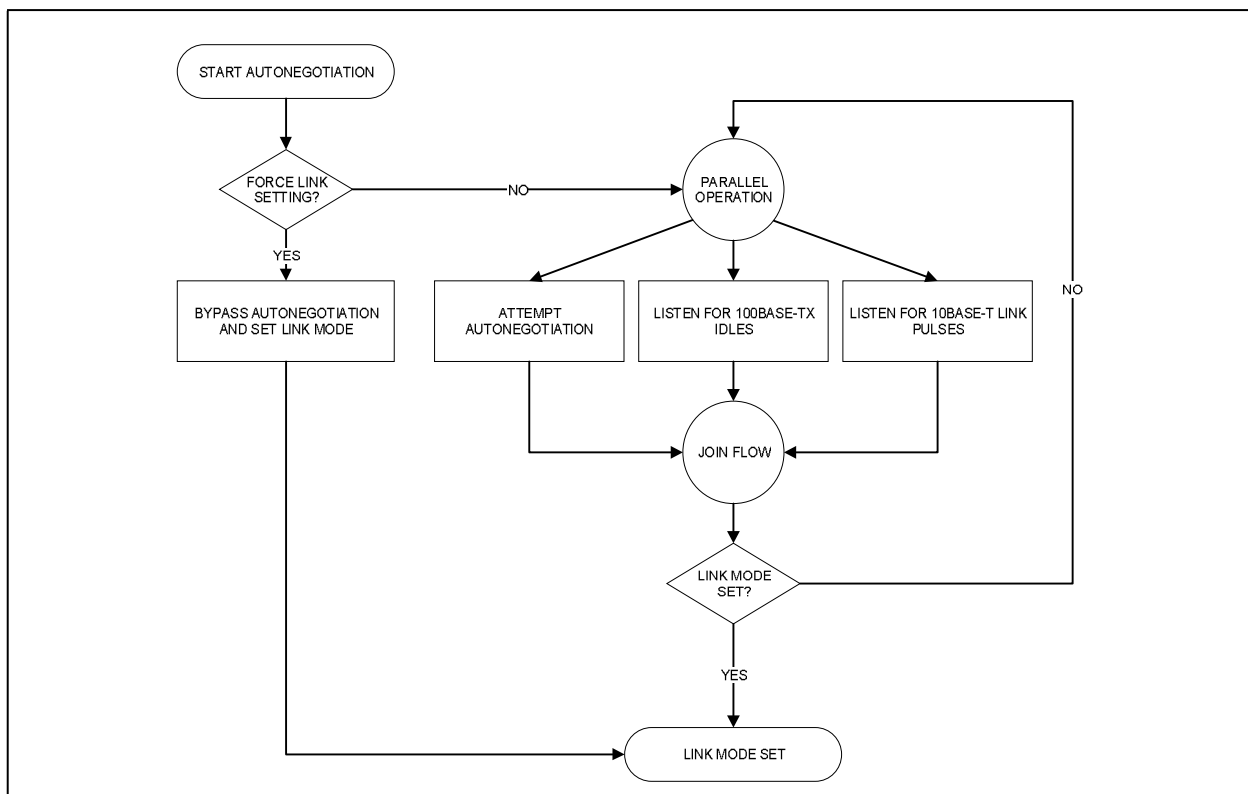 START AUTONEGOTIATION
FORCE LINK
SETTING?
NO
PARALLEL
OPERATION
YES
NO
BYPASS AUTONEGOTIATION
AND SET LINK MODE
ATTEMPT
AUTONEGOTIATION
LISTEN FOR 100BASE-TX
IDLES
LISTEN FOR 10BASE-T LINK
PULSES
JOIN FLOW
LINK MODE
SET?
YES
LINK MODE SET